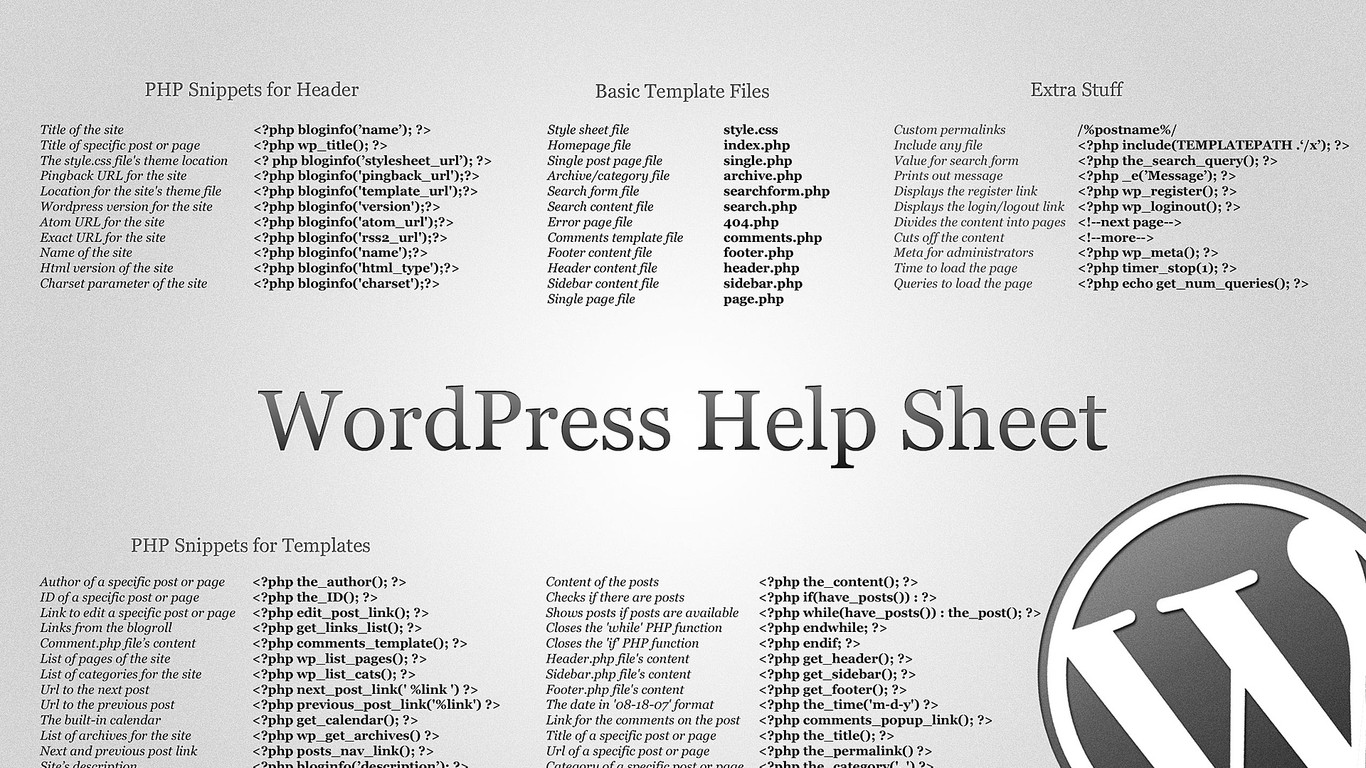 PHP Snippets for Header
Title of the site <?php bloginfo(’name’); ?>
Title of specific post or page <?php wp_title(); ?>
The style.css file's theme location <? php bloginfo(’stylesheet_url’); ?>
Pingback URL for the site <?php bloginfo('pingback_url');?>
Location for the site's theme file <?php bloginfo('template_url');?>
Wordpress version for the site <?php bloginfo('version');?>
Atom URL for the site <?php bloginfo('atom_url');?>
Exact URL for the site <?php bloginfo('rss2_url');?>
Name of the site <?php bloginfo('name');?>
Html version of the site <?php bloginfo('html_type');?>
Charset parameter of the site <?php bloginfo('charset');?>
Basic Template Files
Style sheet file style.css
Homepage file index.php
Single post page file single.php
Archive/category file archive.php
Search form file searchform.php
Search content file search.php
Error page file 404.php
Comments template file comments.php
Footer content file footer.php
Header content file header.php
Sidebar content file sidebar.php
Single page file page.php
Extra Stuff
Custom permalinks /%postname%/
Include any file <?php include(TEMPLATEPATH .‘/x’); ?>
Value for search form <?php the_search_query(); ?>
Prints out message <?php _e(’Message’); ?>
Displays the register link <?php wp_register(); ?>
Displays the login/logout link <?php wp_loginout(); ?>
Divides the content into pages <!--next page-->
Cuts off the content <!--more-->
Meta for administrators <?php wp_meta(); ?>
Time to load the page <?php timer_stop(1); ?>
Queries to load the page <?php echo get_num_queries(); ?>
WordPress Help Sheet
PHP Snippets for Templates
Author of a specific post or page <?php the_author(); ?>
ID of a specific post or page <?php the_ID(); ?>
Link to edit a specific post or page <?php edit_post_link(); ?>
Links from the blogroll <?php get_links_list(); ?>
Comment.php file's content <?php comments_template(); ?>
List of pages of the site <?php wp_list_pages(); ?>
List of categories for the site <?php wp_list_cats(); ?>
Url to the next post <?php next_post_link(' %link ') ?>
Url to the previous post <?php previous_post_link('%link') ?>
The built-in calendar <?php get_calendar(); ?>
List of archives for the site <?php wp_get_archives() ?>
Next and previous post link <?php posts_nav_link(); ?>
Site's description <?php bloginfo(’description’); ?>
Content of the posts <?php the_content(); ?>
Checks if there are posts <?php if(have_posts()) : ?>
Shows posts if posts are available <?php while(have_posts()) : the_post(); ?>
Closes the 'while' PHP function <?php endwhile; ?>
Closes the 'if' PHP function <?php endif; ?>
Header.php file's content <?php get_header(); ?>
Sidebar.php file's content <?php get_sidebar(); ?>
Footer.php file's content <?php get_footer(); ?>
The date in '08-18-07' format <?php the_time('m-d-y') ?>
Link for the comments on the post <?php comments_popup_link(); ?>
Title of a specific post or page <?php the_title(); ?>
Url of a specific post or page <?php the_permalink() ?>
Category of a specific post or page <?php the_category(', ') ?>
W